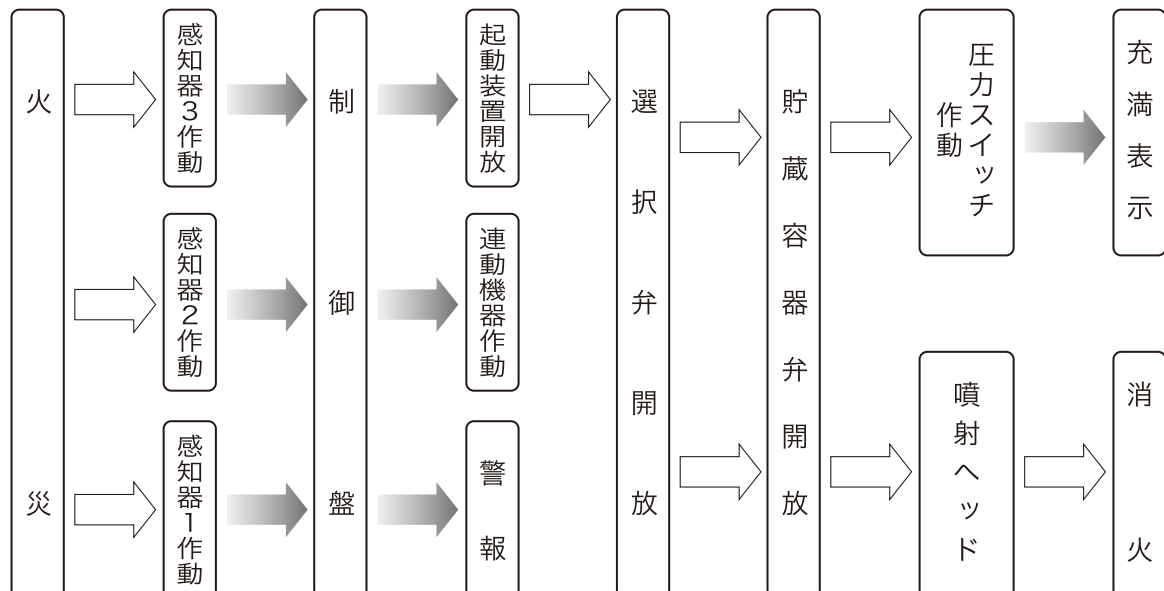 火災
感知器3作動
感知器2作動
感知器1作動
制御盤
起動装置開放
連動機器作動
警報
選択弁開放
貯蔵容器弁開放
圧力スイッチ
作動
噴射ヘッド
充満表示
消火